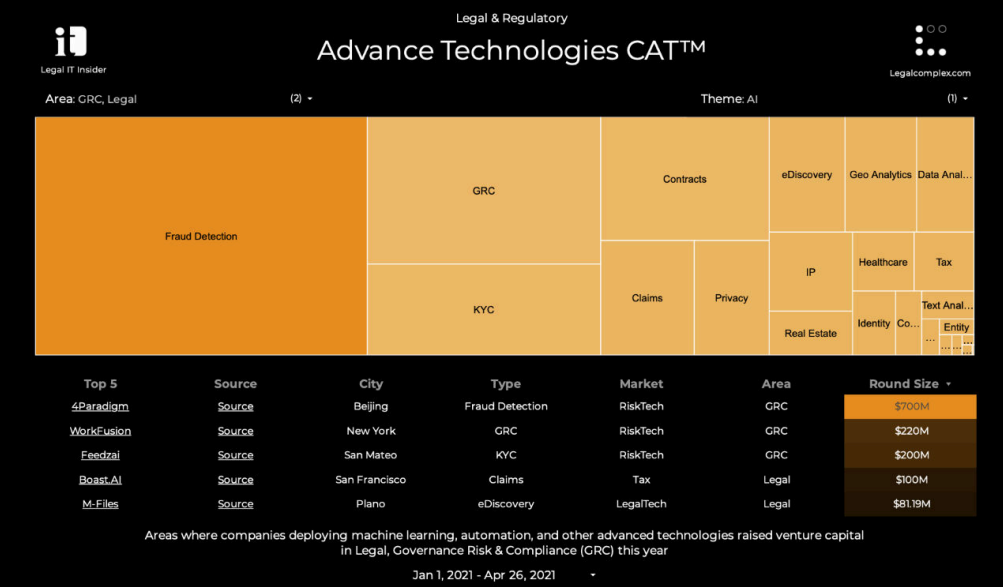 Legal & Regulatory
Advance Technologies CAT™
it
Legal IT Insider
Legalcomplex.com
Area: GRC, Legal (2)
Theme: AI (1)
Fraud Detection
GRC
KYC
Contracts
Claims
Privacy
eDiscovery
Geo Analytics
Data Anal...
IP
Healthcare
Tax
Real Estate
Identity
Co...
Text Anal...
Entity
...
...
...
...
...
Top 5 Source City Type Market Area Round Size
4Paradigm Source Beijing Fraud Detection RiskTech GRC $700M
WorkFusion Source New York GRC RiskTech GRC $220M
Feedzai Source San Mateo KYC RiskTech GRC $200M
Boast.AI Source San Francisco Claims Tax Legal $100M
M-Files Source Plano eDiscovery LegalTech Legal $81.19M
Areas where companies deploying machine learning, automation, and other advanced technologies raised venture capital
in Legal, Governance Risk & Compliance (GRC) this year
Jan 1, 2021 - Apr 26, 2021